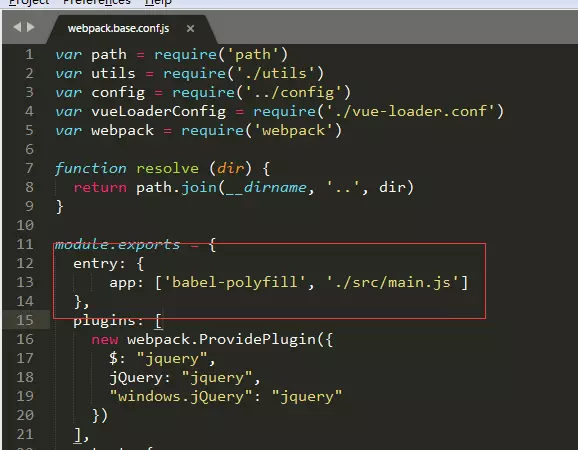 Project Preferences Help
webpack.base.conf.js ×
1 var path = require('path')
2 var utils = require('./utils')
3 var config = require('../config')
4 var vueLoaderConfig = require('./vue-loader.conf')
5 var webpack = require('webpack')
6
7 function resolve (dir) {
8   return path.join(__dirname, '..', dir)
9 }
10
11 module.exports = {
12   entry: {
13       app: ['babel-polyfill', './src/main.js']
14   },
15   plugins: [
16     new webpack.ProvidePlugin({
17       $: "jquery",
18       jQuery: "jquery",
19       "windows.jQuery": "jquery"
20     })
21   ],